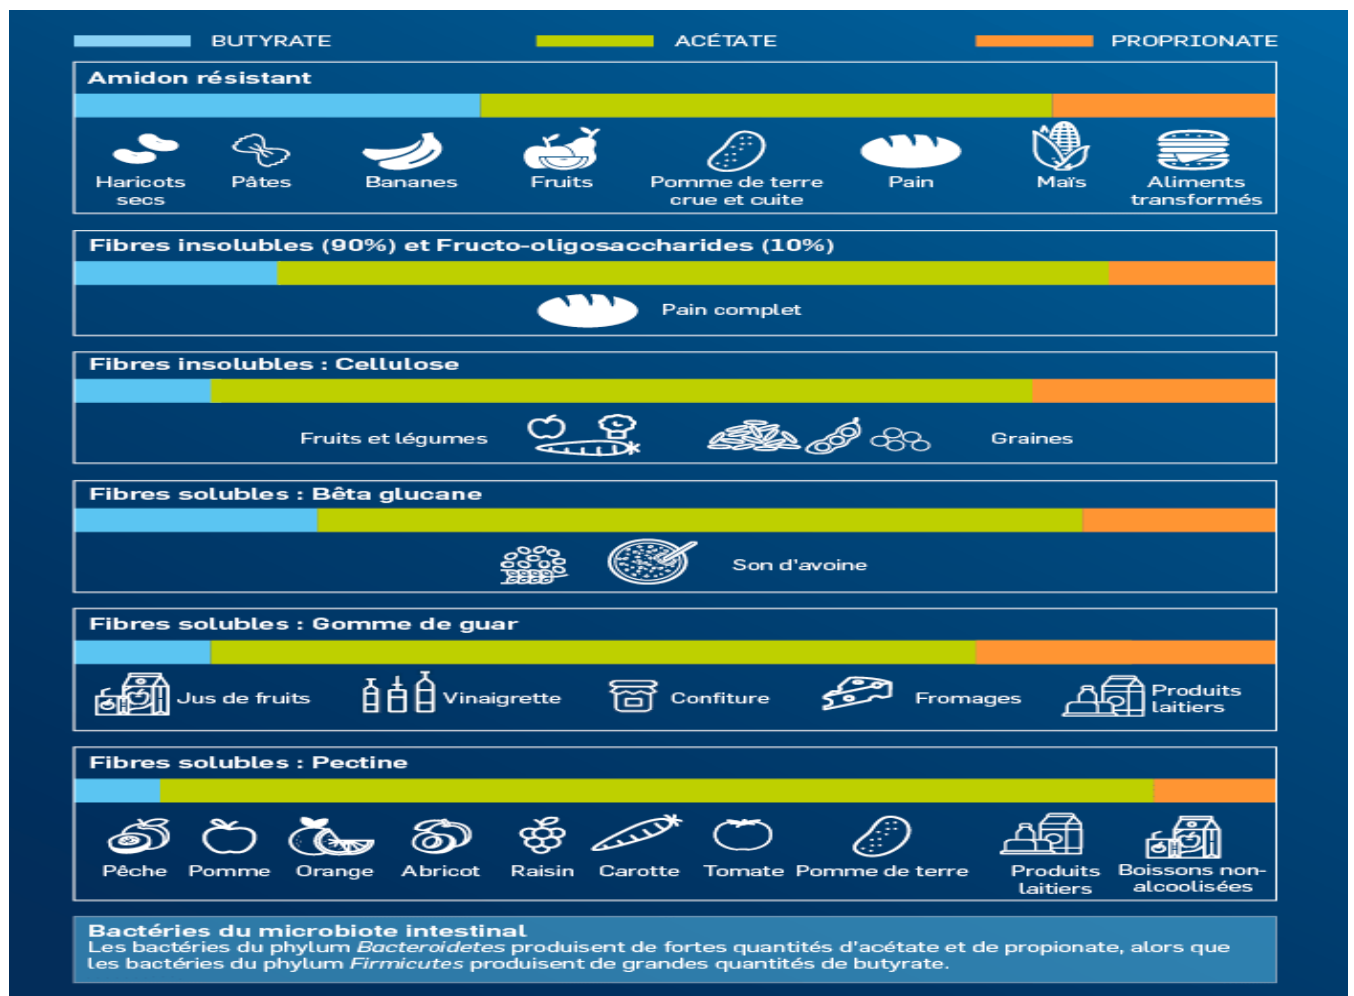 BUTYRATE ACÉTATE PROPRIONATE
Amidon résistant
Haricots secs
Pâtes
Bananes
Fruits
Pomme de terre
crue et cuite
Pain
Maïs
Aliments
transformés
Fibres insolubles (90%) et Fructo-oligosaccharides (10%)
Pain complet
Fibres insolubles : Cellulose
Fruits et légumes
Graines
Fibres solubles : Bêta glucane
Son d'avoine
Fibres solubles : Gomme de guar
Jus de fruits
Vinaigrette
Confiture
Fromages
Produits
laitiers
Fibres solubles : Pectine
Pêche
Pomme
Orange
Abricot
Raisin
Carotte
Tomate
Pomme de terre
Produits
laitiers
Boissons non-
alcoolisées
Bactéries du microbiote intestinal
Les bactéries du phylum Bacteroidetes produisent de fortes quantités d'acétate et de propionate, alors que
les bactéries du phylum Firmicutes produisent de grandes quantités de butyrate.